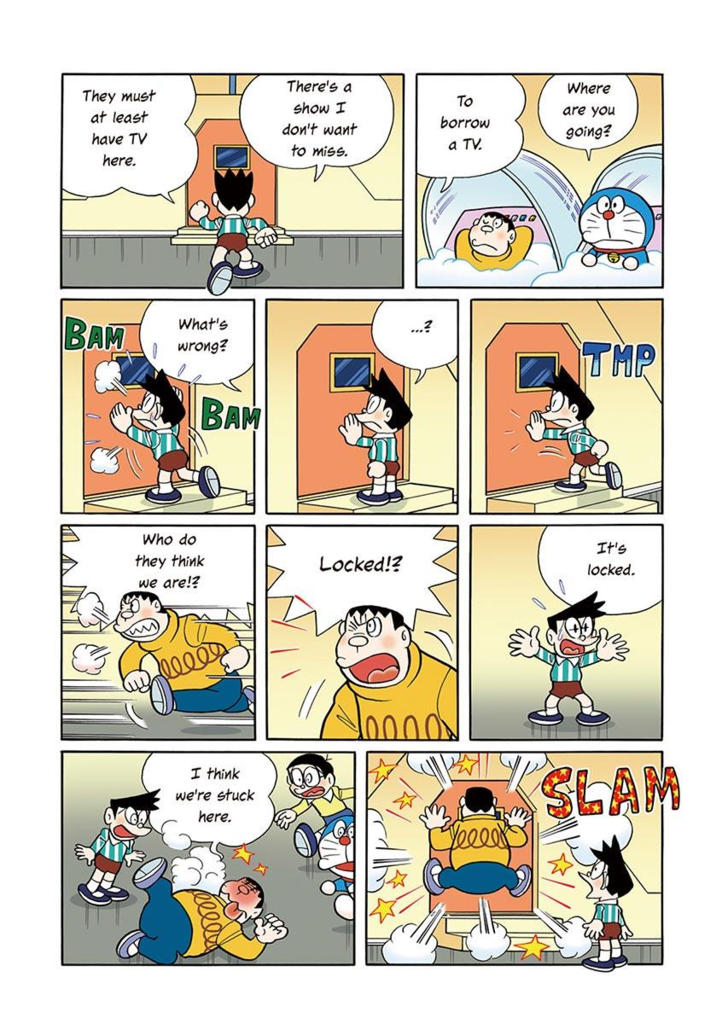 Where
are you
going?
To
borrow
a TV.
There's a
show I
don't want
to miss.
They must
at least
have TV
here.
TMP
...?
What's
wrong?
BAM
BAM
It's
locked.
Locked!?
Who do
they think
we are!?
SLAM
I think
we're stuck
here.